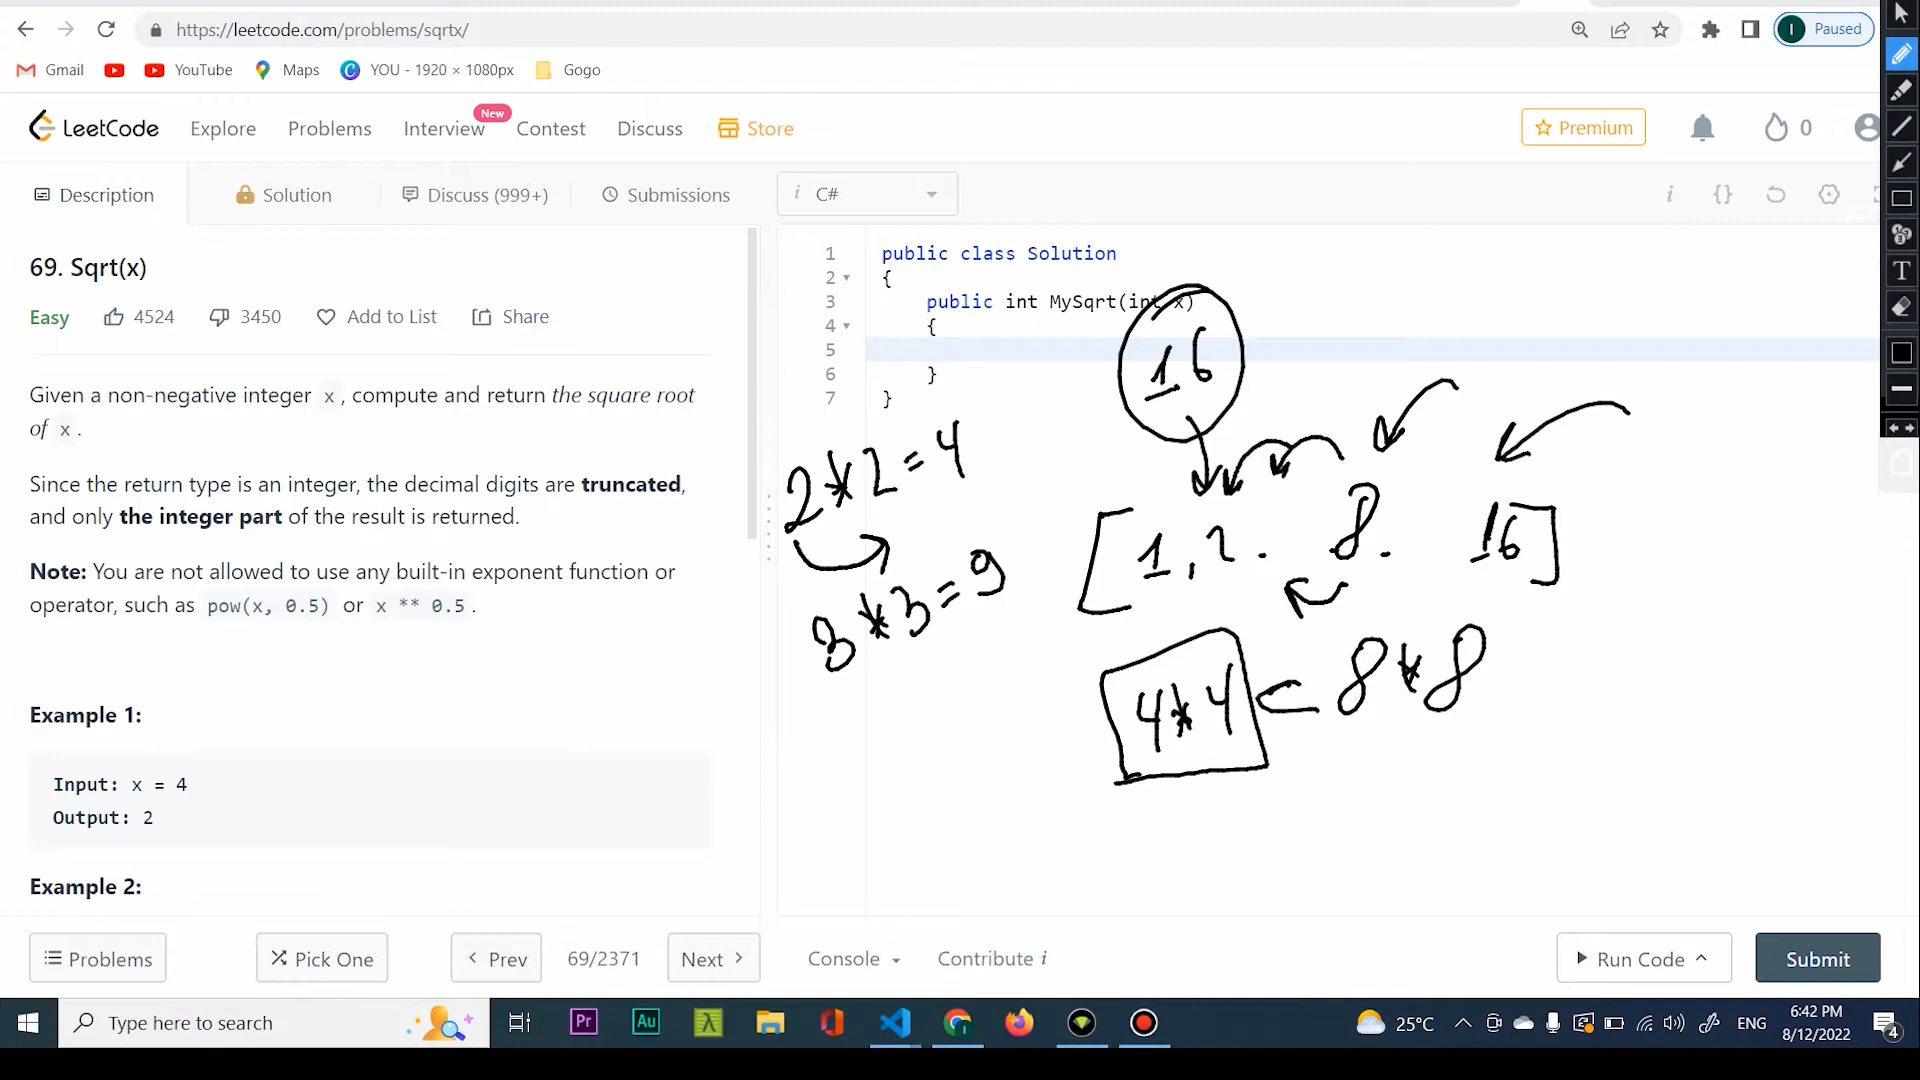 https://leetcode.com/problems/sqrtx/
I Paused
Gmail YouTube Maps YOU - 1920 × 1080px Gogo
LeetCode Explore Problems Interview New Contest Discuss Store Premium 0
Description Solution Discuss (999+) Submissions i C# i {}
69. Sqrt(x)
Easy 4524 3450 Add to List Share
Given a non-negative integer x, compute and return the square root
of x.
Since the return type is an integer, the decimal digits are truncated,
and only the integer part of the result is returned.
Note: You are not allowed to use any built-in exponent function or
operator, such as pow(x, 0.5) or x ** 0.5.
Example 1:
Input: x = 4
Output: 2
Example 2:
1 public class Solution
2 {
3 public int MySqrt(int x)
4 {
5
6 }
7 }
16
2*2=4
3*3=9
[1,2. 8. 16]
4*4 8*8
Problems Pick One Prev 69/2371 Next Console Contribute i Run Code Submit
T
Type here to search Pr Au λ 25°C ENG 6:42 PM
8/12/2022 4